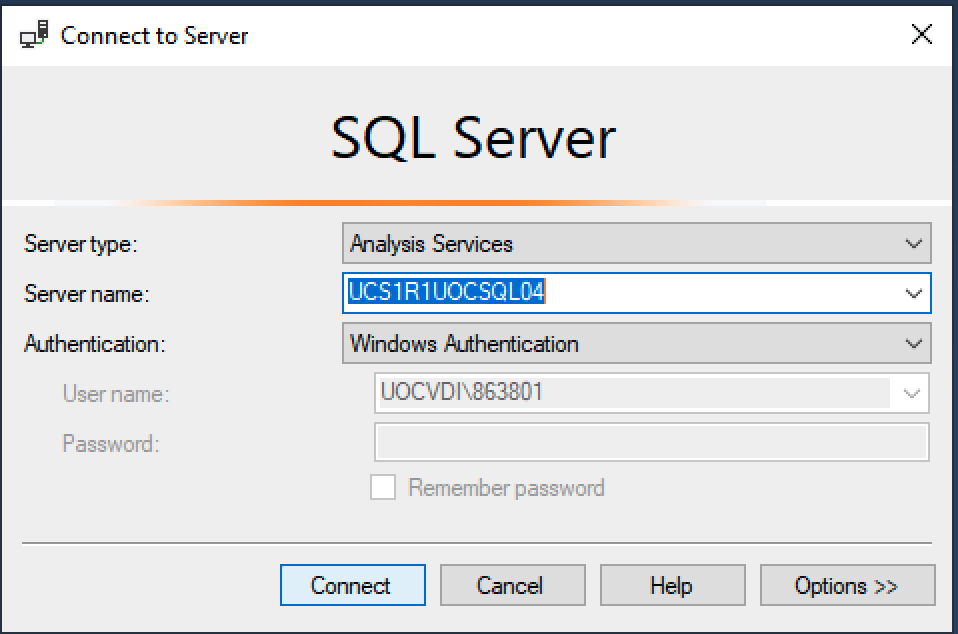 Connect to Server
SQL Server
Server type: Analysis Services
Server name: UCS1R1UOCSQL04
Authentication: Windows Authentication
User name: UOCVDI\863801
Password:
Remember password
Connect Cancel Help Options >>